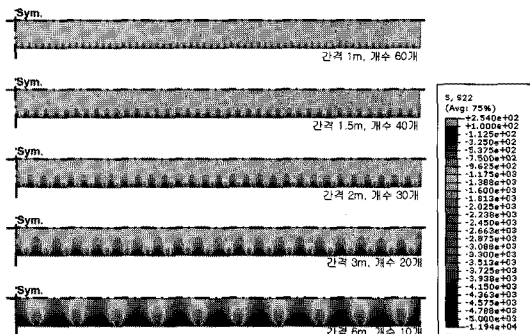 Sym.
간격 1m, 개수 60개
Sym.
간격 1.5m, 개수 40개
Sym.
간격 2m, 개수 30개
Sym.
간격 3m, 개수 20개
Sym.
간격 6m, 개수 10개
S, S22
(Avg: 75%)
+2.540e+02
+1.000e+02
-1.125e+02
-3.250e+02
-5.375e+02
-7.500e+02
-9.625e+02
-1.175e+03
-1.388e+03
-1.600e+03
-1.813e+03
-2.025e+03
-2.238e+03
-2.450e+03
-2.663e+03
-2.875e+03
-3.088e+03
-3.300e+03
-3.513e+03
-3.725e+03
-3.938e+03
-4.150e+03
-4.363e+03
-4.575e+03
-4.788e+03
-5.000e+03
-1.194e+04